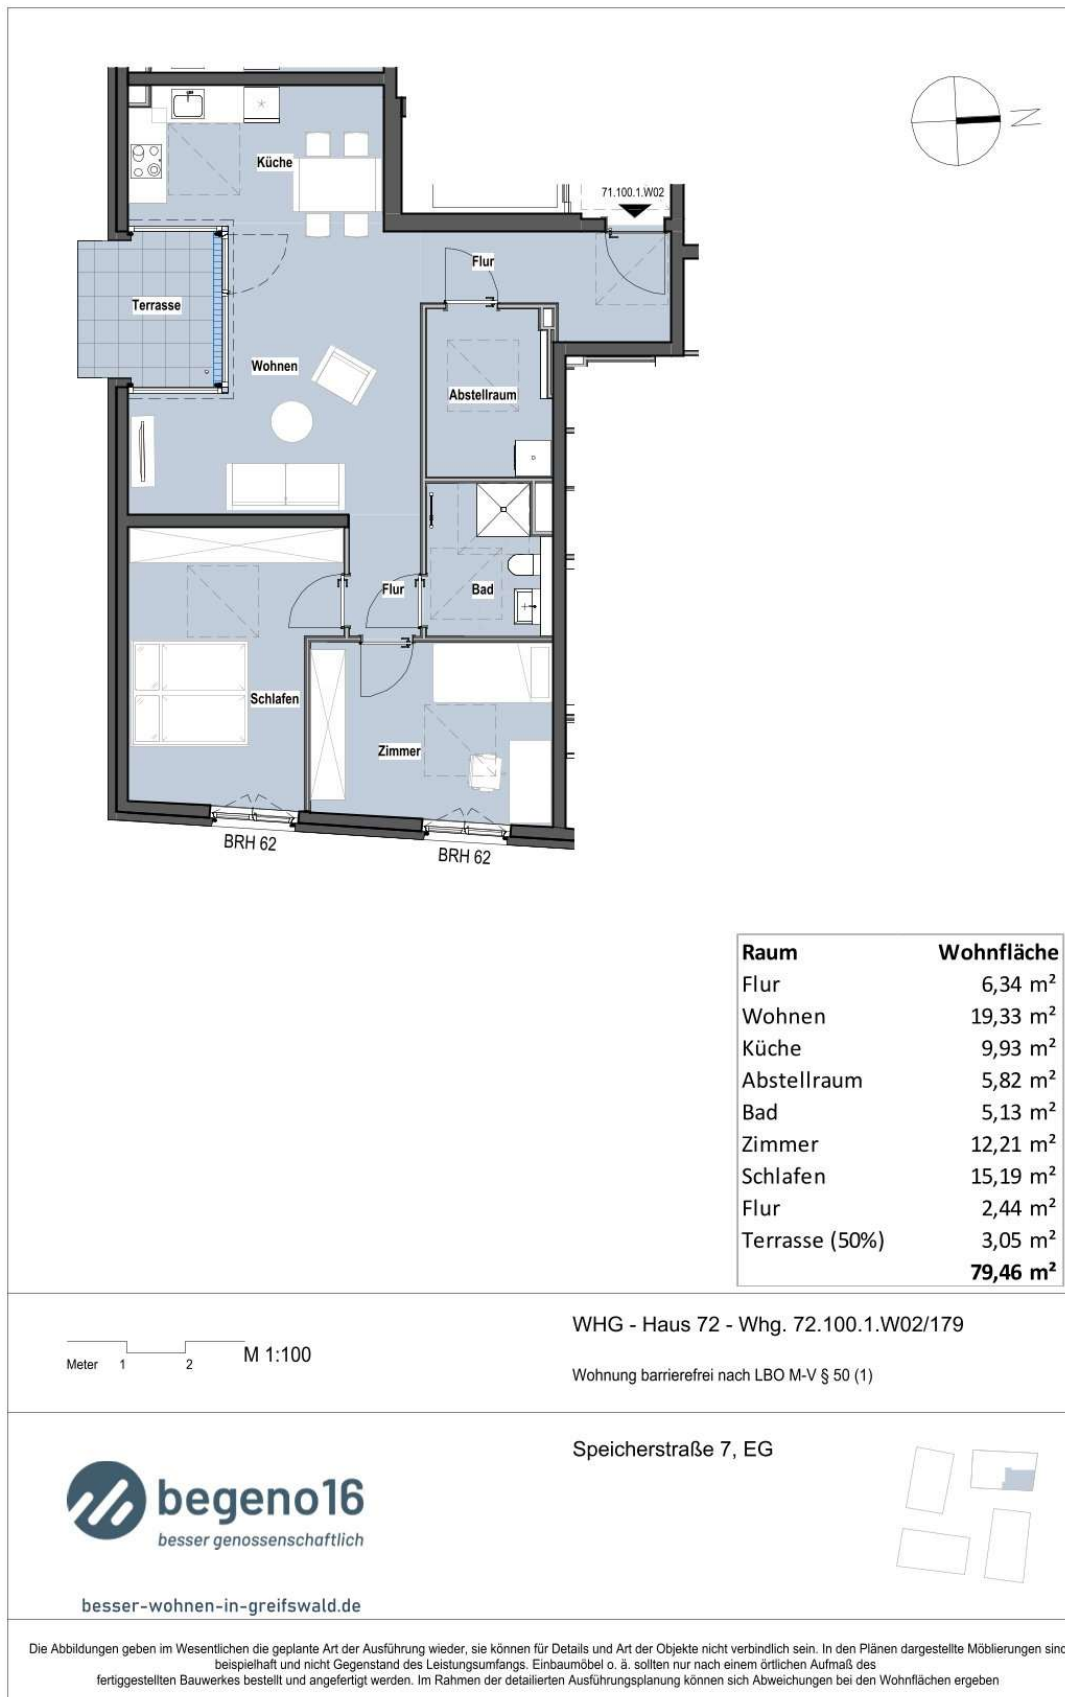 N
71.100.1.W02
Küche
Flur
Terrasse
Wohnen
Abstellraum
D
Flur
Bad
Schlafen
Zimmer
BRH 62
BRH 62
Raum Wohnfläche
Flur 6,34 m²
Wohnen 19,33 m²
Küche 9,93 m²
Abstellraum 5,82 m²
Bad 5,13 m²
Zimmer 12,21 m²
Schlafen 15,19 m²
Flur 2,44 m²
Terrasse (50%) 3,05 m²
79,46 m²
Meter 1 2 M 1:100
WHG - Haus 72 - Whg. 72.100.1.W02/179
Wohnung barrierefrei nach LBO M-V § 50 (1)
Speicherstraße 7, EG
begeno16
besser genossenschaftlich
besser-wohnen-in-greifswald.de
Die Abbildungen geben im Wesentlichen die geplante Art der Ausführung wieder, sie können für Details und Art der Objekte nicht verbindlich sein. In den Plänen dargestellte Möblierungen sind
beispielhaft und nicht Gegenstand des Leistungsumfangs. Einbaumöbel o. ä. sollten nur nach einem örtlichen Aufmaß des
fertiggestellten Bauwerkes bestellt und angefertigt werden. Im Rahmen der detailierten Ausführungsplanung können sich Abweichungen bei den Wohnflächen ergeben